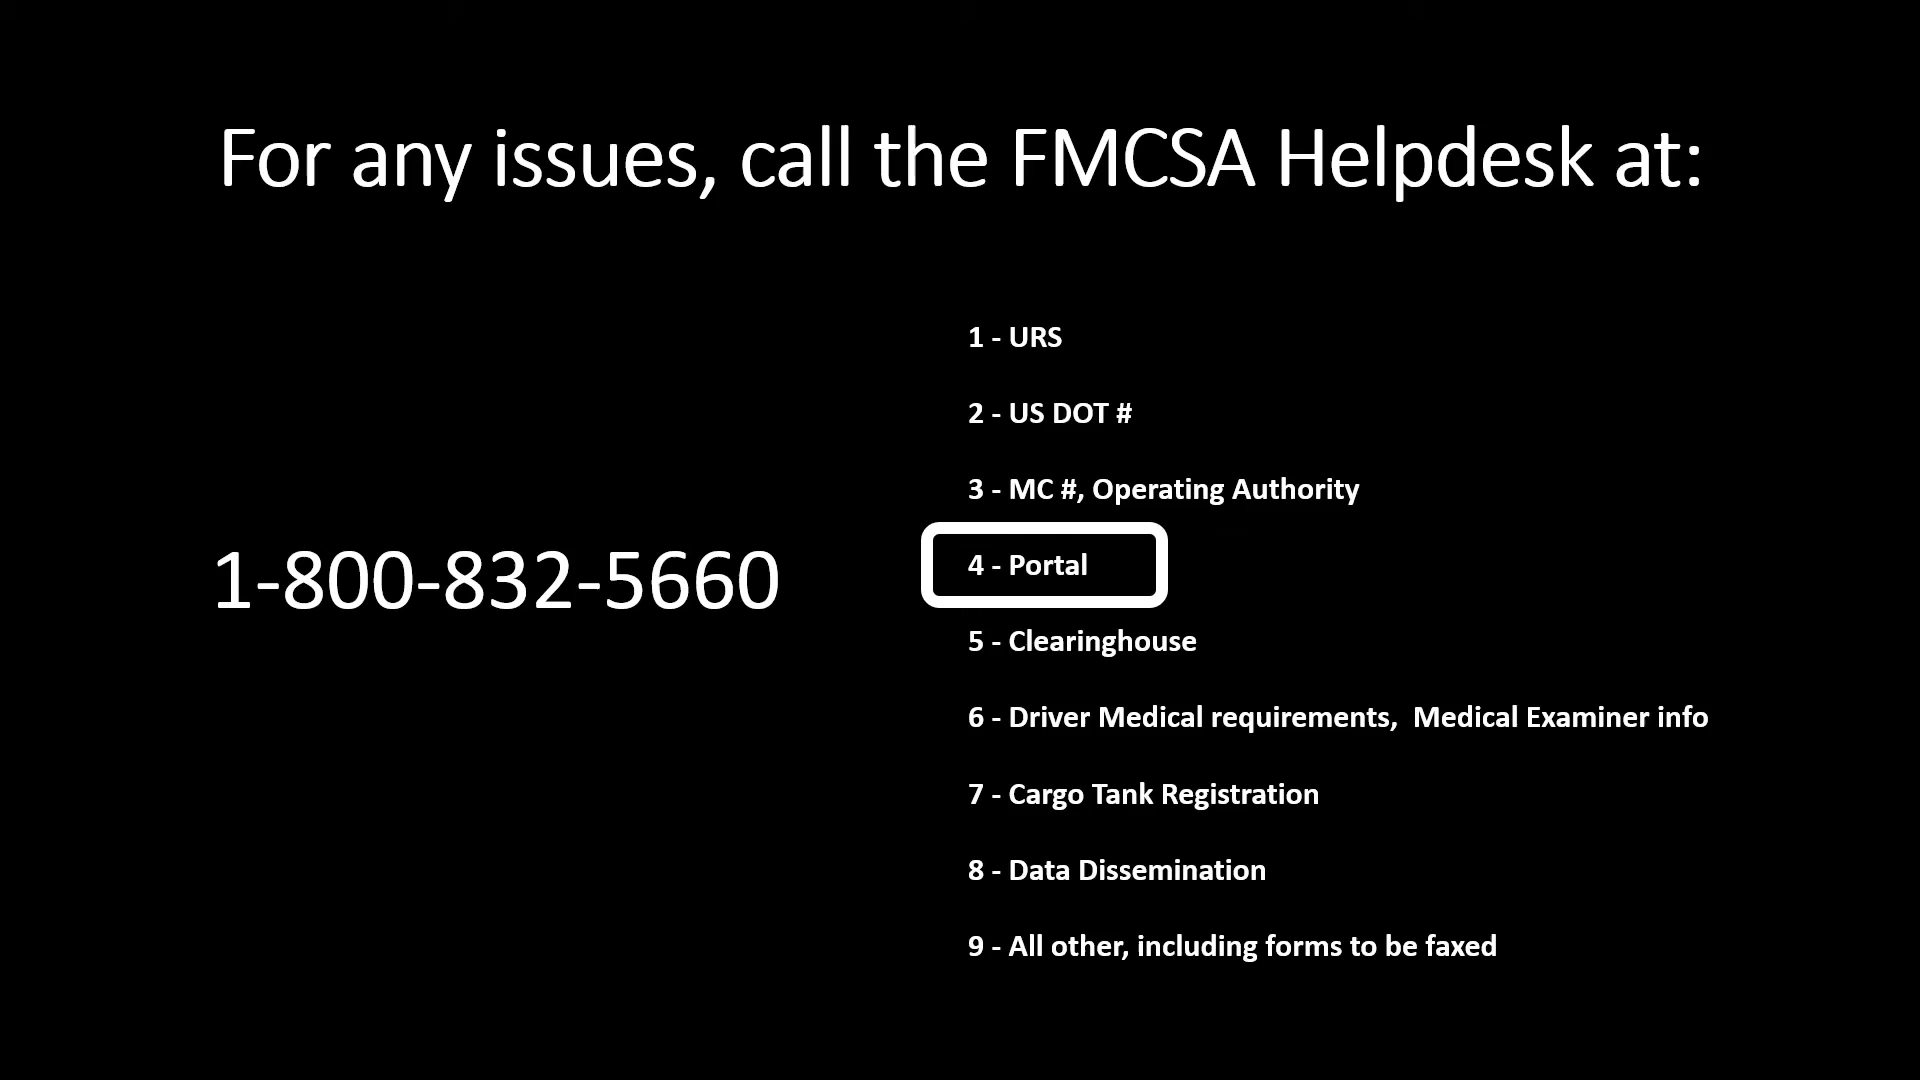 For any issues, call the FMCSA Helpdesk at:
1-800-832-5660
1 - URS
2 - US DOT #
3 - MC #, Operating Authority
4 - Portal
5 - Clearinghouse
6 - Driver Medical requirements,  Medical Examiner info
7 - Cargo Tank Registration
8 - Data Dissemination
9 - All other, including forms to be faxed